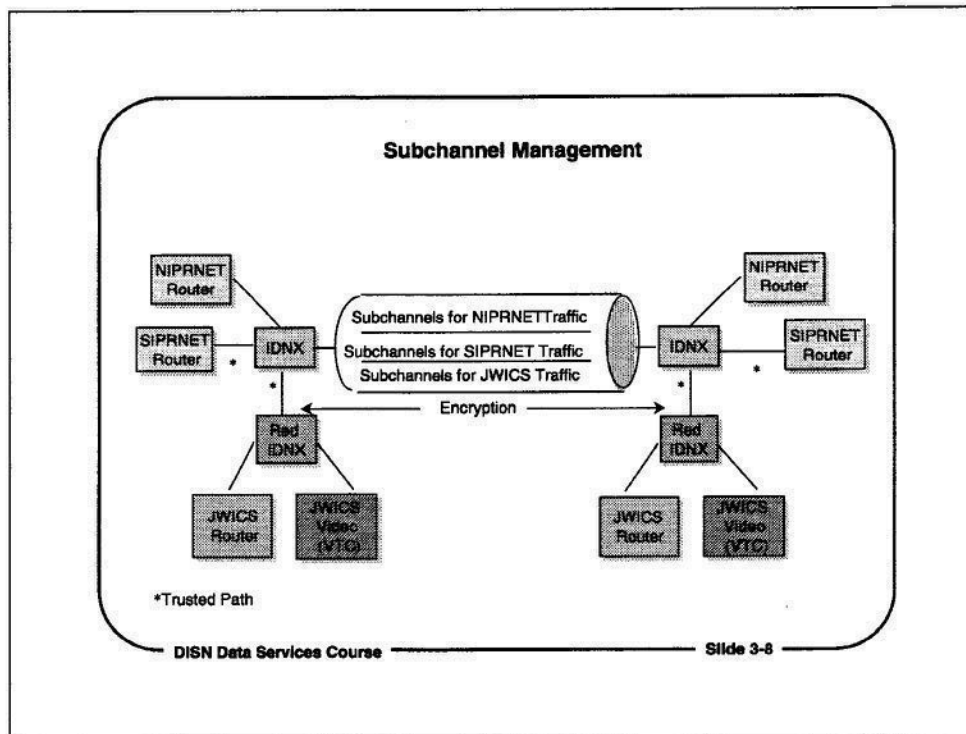 Subchannel Management
NIPRNET
Router
SIPRNET
Router
*
IDNX
*
Red
IDNX
JWICS
Router
JWICS
Video
(VTC)
Subchannels for NIPRNETTraffic
Subchannels for SIPRNET Traffic
Subchannels for JWICS Traffic
Encryption
NIPRNET
Router
IDNX
SIPRNET
Router
*
*
Red
IDNX
JWICS
Router
JWICS
Video
(VTC)
*Trusted Path
DISN Data Services Course
Slide 3-8